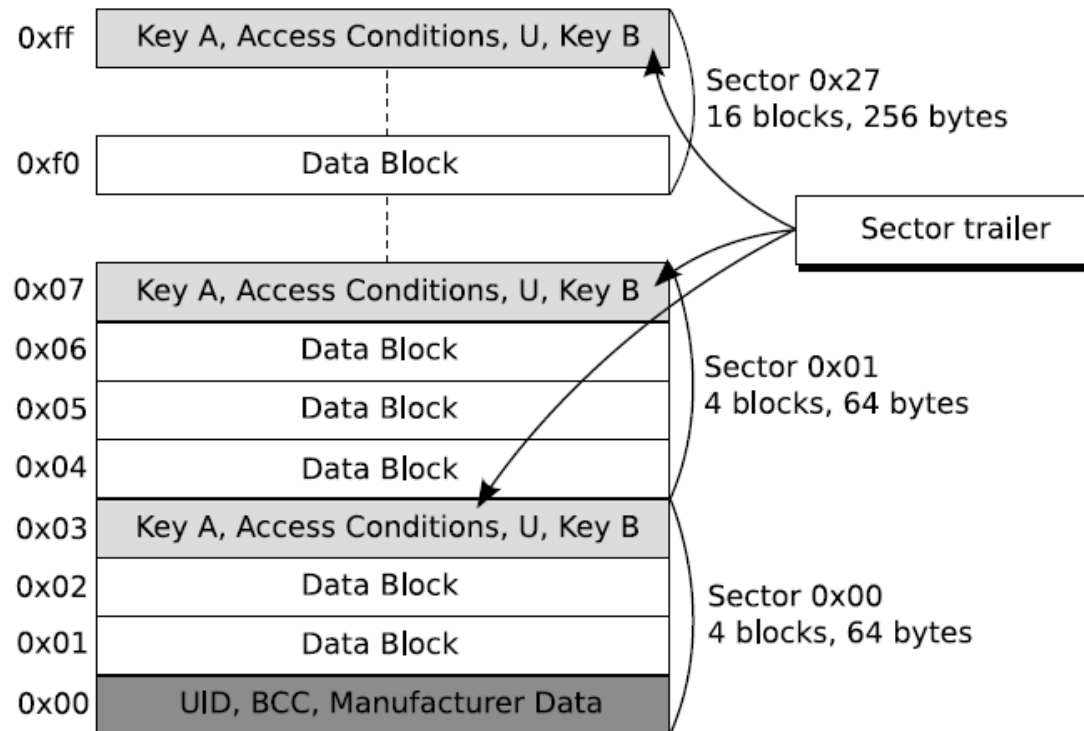 0xff
Key A, Access Conditions, U, Key B
Sector 0x27
16 blocks, 256 bytes
0xf0
Data Block
Sector trailer
0x07
Key A, Access Conditions, U, Key B
0x06
Data Block
0x05
Data Block
Sector 0x01
4 blocks, 64 bytes
0x04
Data Block
0x03
Key A, Access Conditions, U, Key B
0x02
Data Block
Sector 0x00
4 blocks, 64 bytes
0x01
Data Block
0x00
UID, BCC, Manufacturer Data